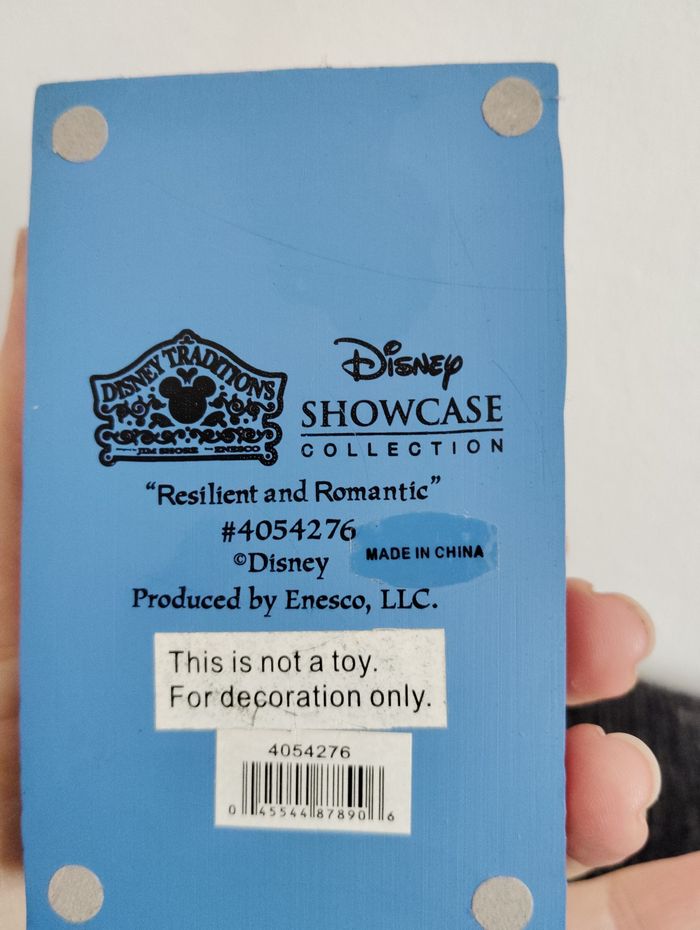 DISNEY TRADITIONS
JIM SHORE ENESCO
Disney
SHOWCASE
COLLECTION
“Resilient and Romantic”
#4054276
MADE IN CHINA
©Disney
Produced by Enesco, LLC.
This is not a toy.
For decoration only.
4054276
0 45544 87890 6